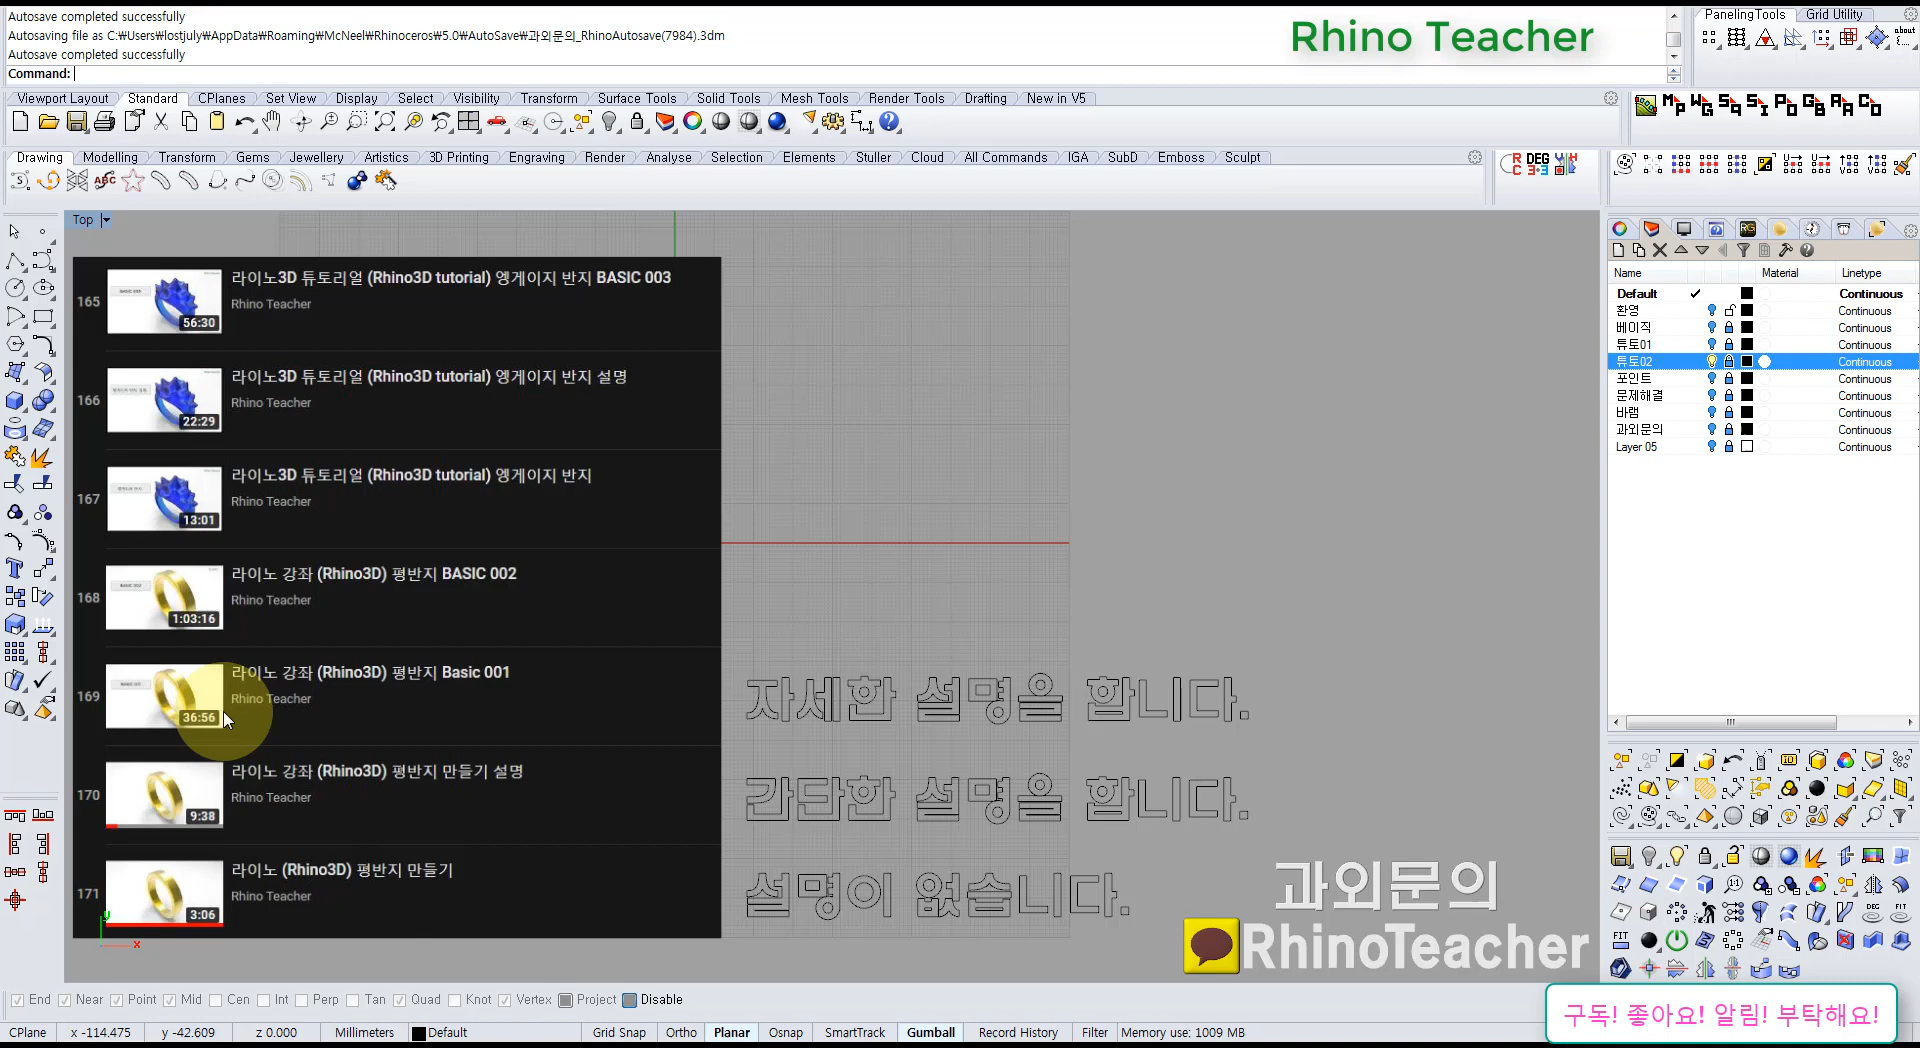 Autosave completed successfully
Autosaving file as C:₩Users₩lostjuly₩AppData₩Roaming₩McNeel₩Rhinoceros₩5.0₩AutoSave₩과외문의_RhinoAutosave(7984).3dm
Autosave completed successfully
Command:
Rhino Teacher
PanelingTools Grid Utility
about
Viewport Layout Standard CPlanes Set View Display Select Visibility Transform Surface Tools Solid Tools Mesh Tools Render Tools Drafting New in V5
Drawing Modelling Transform Gems Jewellery Artistics 3D Printing Engraving Render Analyse Selection Elements Stuller Cloud All Commands IGA SubD Emboss Sculpt
ABC
DEG
Top
165
라이노3D 튜토리얼 (Rhino3D tutorial) 엥게이지 반지 BASIC 003
Rhino Teacher
56:30
166
라이노3D 튜토리얼 (Rhino3D tutorial) 엥게이지 반지 설명
Rhino Teacher
22:29
167
라이노3D 튜토리얼 (Rhino3D tutorial) 엥게이지 반지
Rhino Teacher
13:01
168
라이노 강좌 (Rhino3D) 평반지 BASIC 002
Rhino Teacher
1:03:16
169
라이노 강좌 (Rhino3D) 평반지 Basic 001
Rhino Teacher
36:56
170
라이노 강좌 (Rhino3D) 평반지 만들기 설명
Rhino Teacher
9:38
171
라이노 (Rhino3D) 평반지 만들기
Rhino Teacher
3:06
y
x
자세한 설명을 합니다.
간단한 설명을 합니다.
설명이 없습니다.
과외문의
RhinoTeacher
Name Material Linetype
Default Continuous
환영 Continuous
베이직 Continuous
튜토01 Continuous
튜토02 Continuous
포인트 Continuous
문제해결 Continuous
바램 Continuous
과외문의 Continuous
Layer 05 Continuous
DEG FIT
FIT
End Near Point Mid Cen Int Perp Tan Quad Knot Vertex Project Disable
CPlane x -114.475 y -42.609 z 0.000 Millimeters Default Grid Snap Ortho Planar Osnap SmartTrack Gumball Record History Filter Memory use: 1009 MB
구독! 좋아요! 알림! 부탁해요!